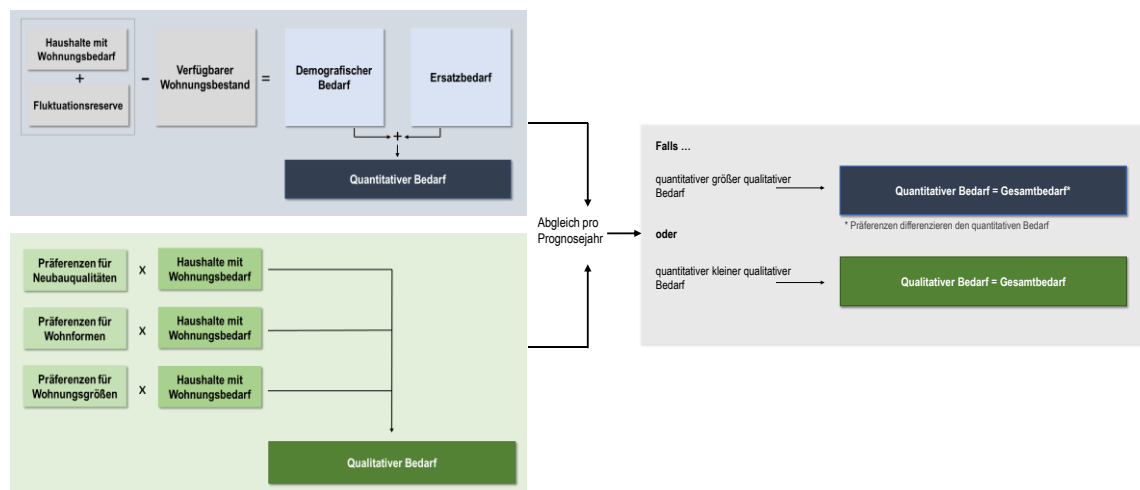 Haushalte mit
Wohnungsbedarf
+
Fluktuationsreserve
-
Verfügbarer
Wohnungsbestand
=
Demografischer
Bedarf
Ersatzbedarf
+
Quantitativer Bedarf
Präferenzen für
Neubauqualitäten
x
Haushalte mit
Wohnungsbedarf
Präferenzen für
Wohnformen
x
Haushalte mit
Wohnungsbedarf
Präferenzen für
Wohnungsgrößen
x
Haushalte mit
Wohnungsbedarf
Qualitativer Bedarf
Abgleich pro
Prognosejahr
Falls ...
quantitativer größer qualitativer
Bedarf
Quantitativer Bedarf = Gesamtbedarf*
* Präferenzen differenzieren den quantitativen Bedarf
oder
quantitativer kleiner qualitativer
Bedarf
Qualitativer Bedarf = Gesamtbedarf